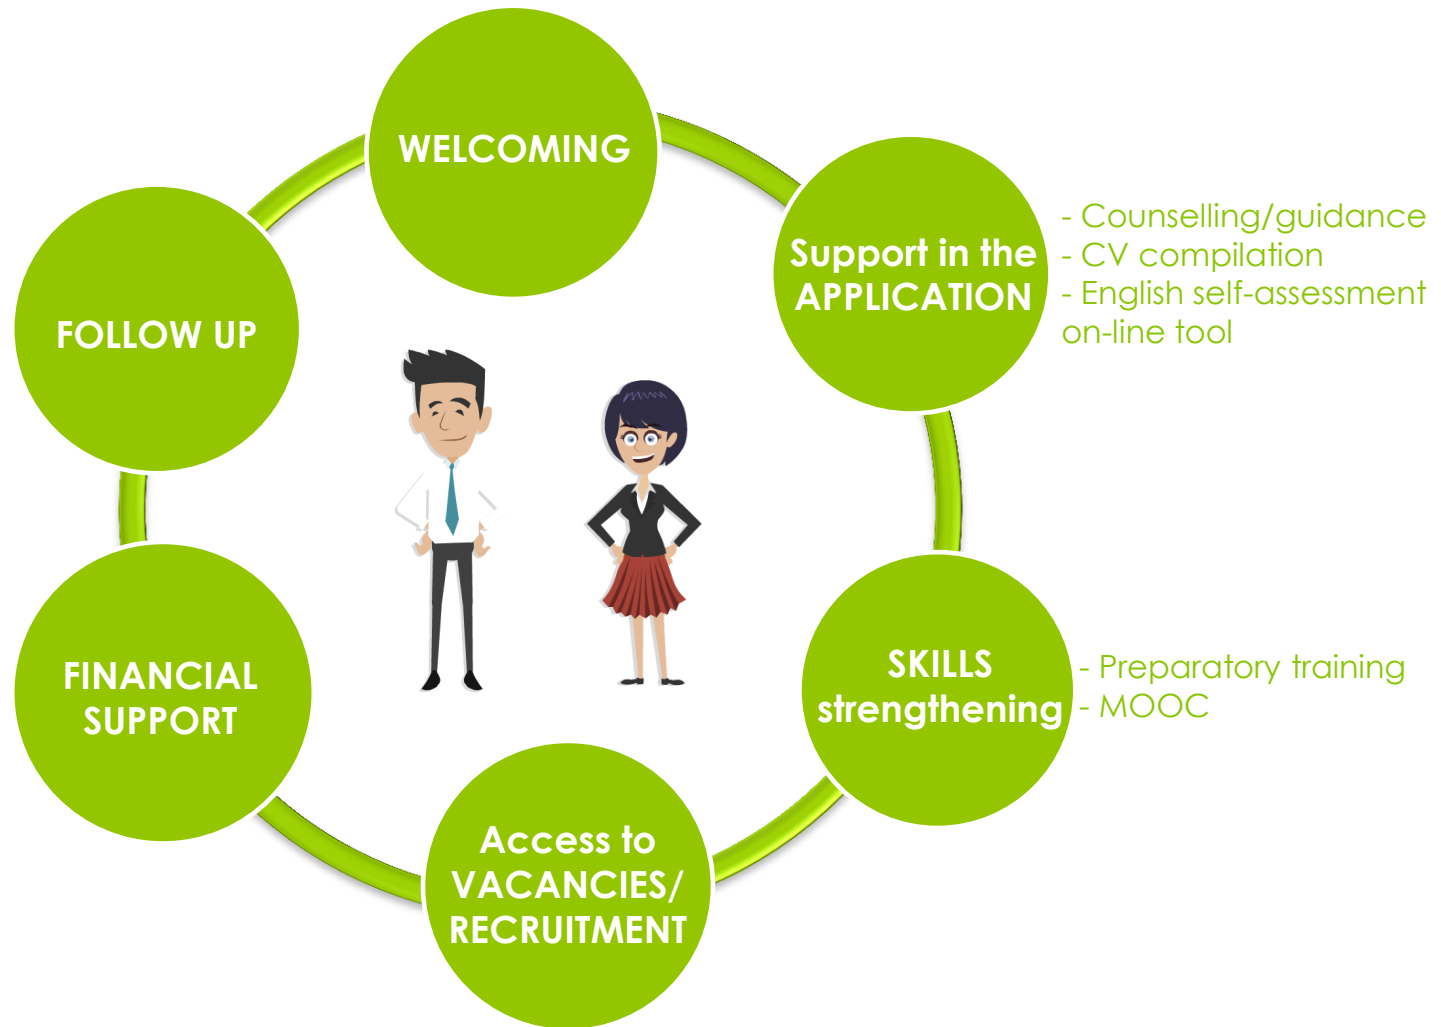 WELCOMING
Support in the
APPLICATION
- Counselling/guidance
- CV compilation
- English self-assessment
on-line tool
SKILLS
strengthening
- Preparatory training
- MOOC
Access to
VACANCIES/
RECRUITMENT
FINANCIAL
SUPPORT
FOLLOW UP